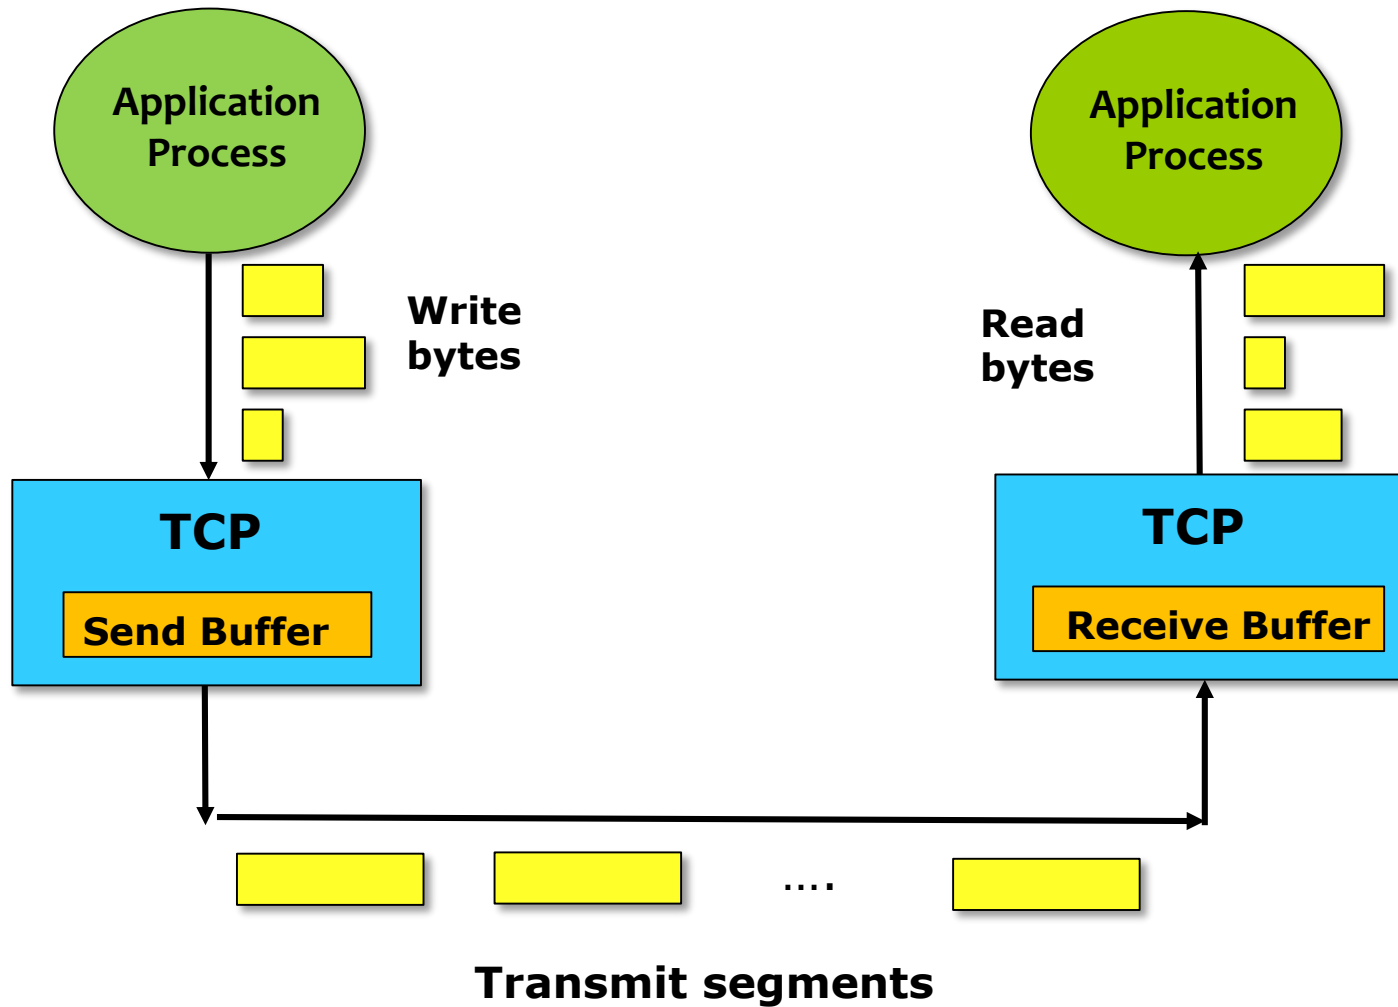 Application
Process
Application
Process
Write
bytes
Read
bytes
TCP
Send Buffer
TCP
Receive Buffer
....
Transmit segments